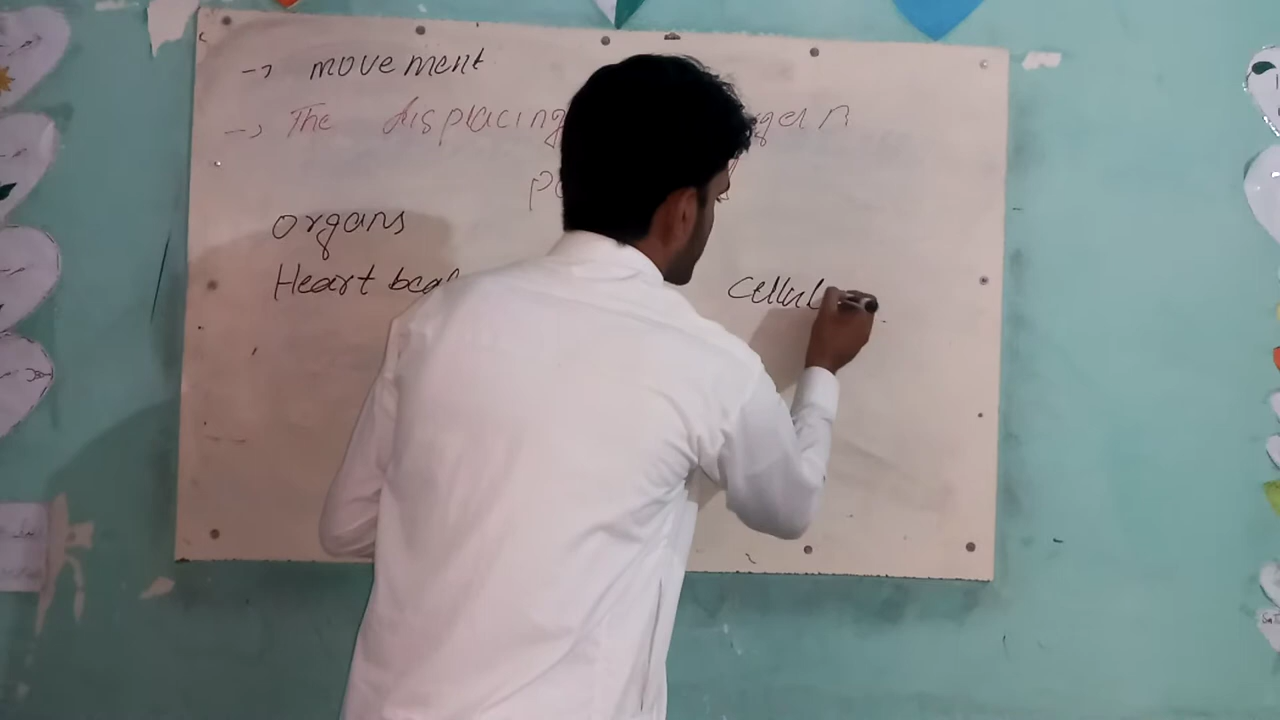 -> movement
-> The displacing
organs
Heart bea
Cellul